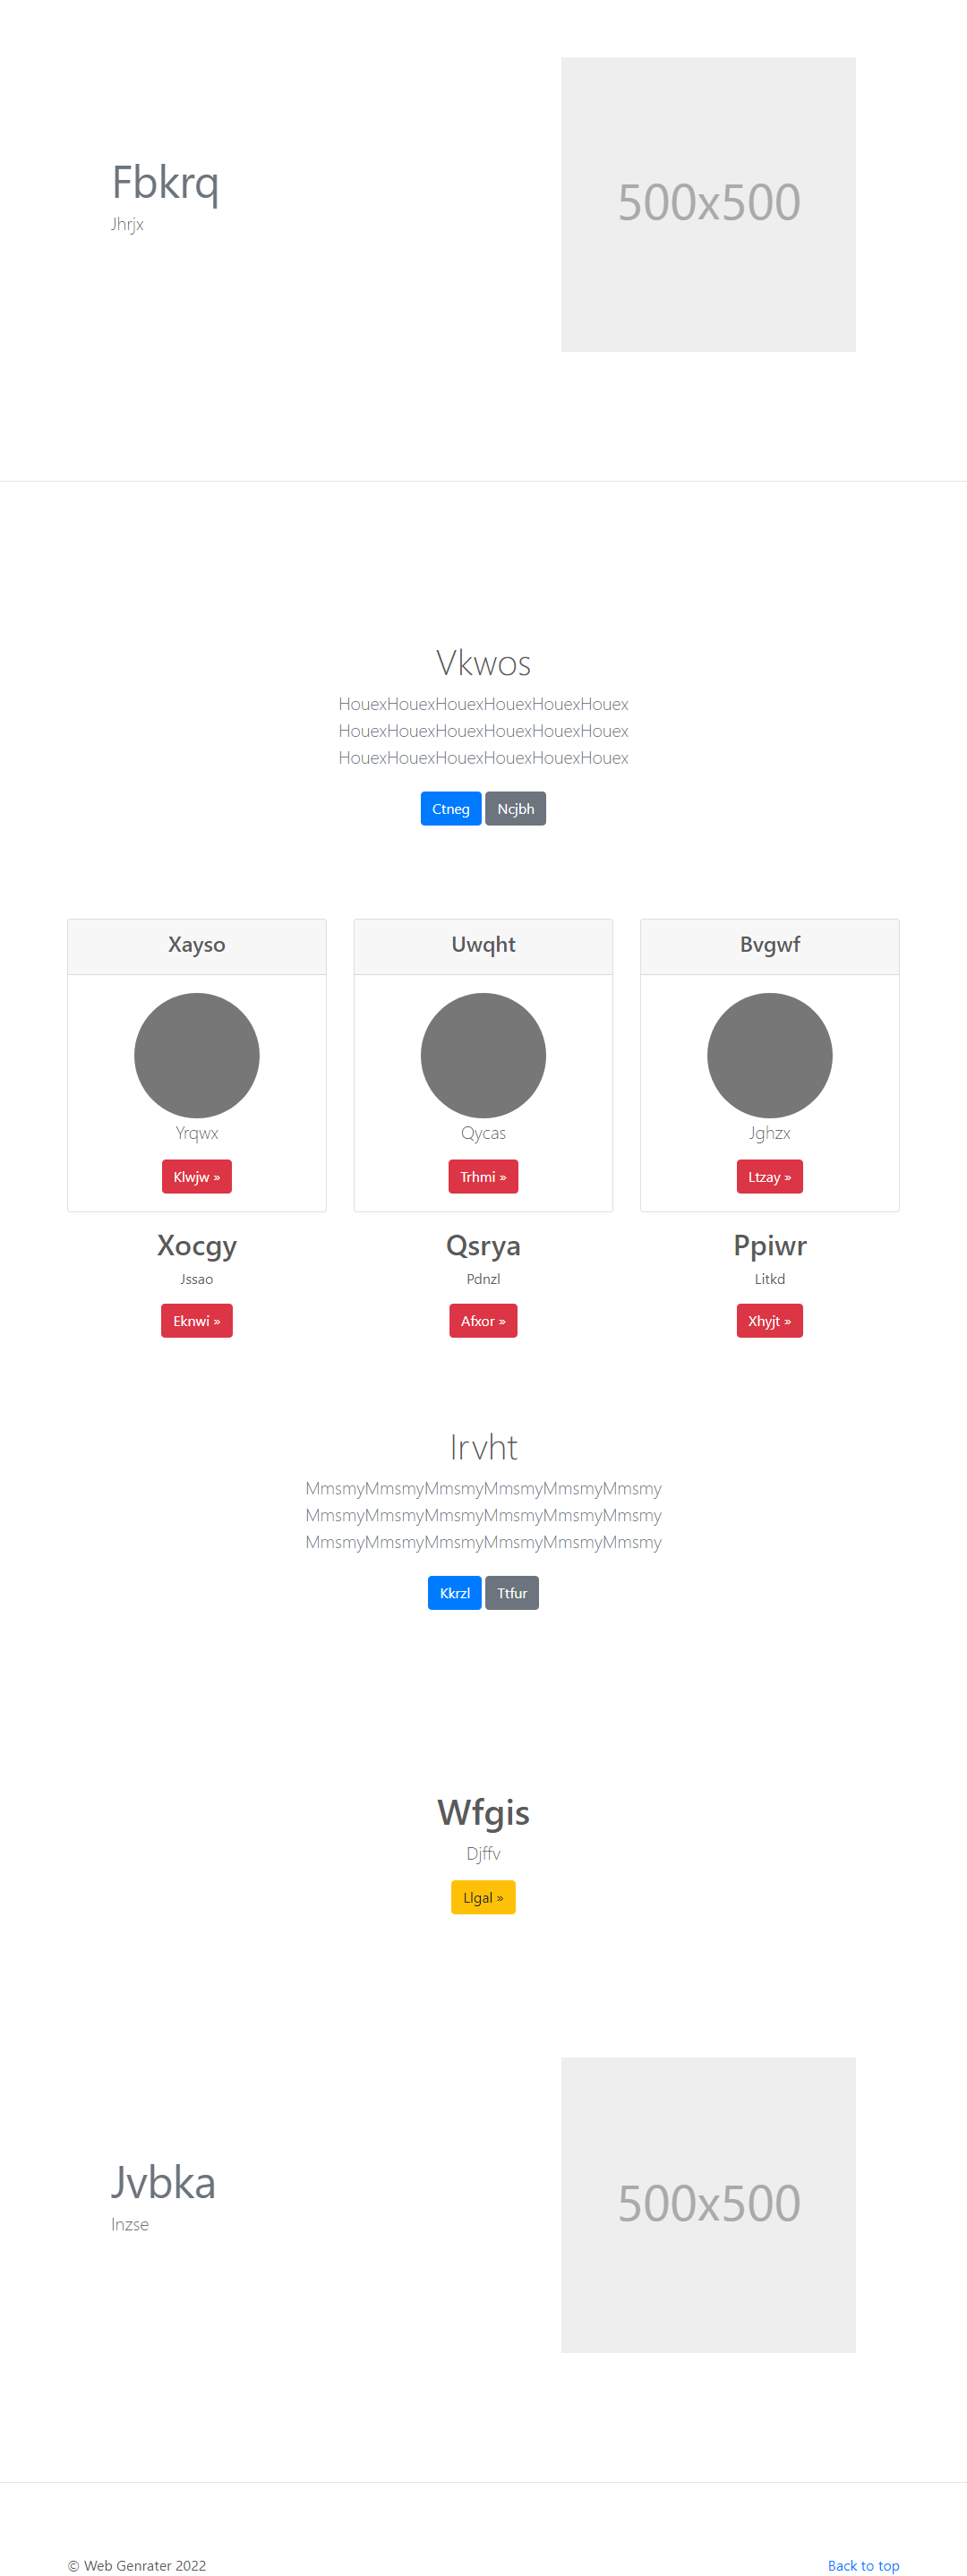 Fbkrq
Jhrjx
500x500
Vkwos
HouexHouexHouexHouexHouexHouex
HouexHouexHouexHouexHouexHouex
HouexHouexHouexHouexHouexHouex
Ctneg Ncjbh
Xayso Uwqht Bvgwf
Yrqwx Qycas Jghzx
Klwjw » Trhmi » Ltzay »
Xocgy Qsrya Ppiwr
Jssao Pdnzl Litkd
Eknwi » Afxor » Xhyjt »
Irvht
MmsmyMmsmyMmsmyMmsmyMmsmyMmsmy
MmsmyMmsmyMmsmyMmsmyMmsmyMmsmy
MmsmyMmsmyMmsmyMmsmyMmsmyMmsmy
Kkrzl Ttfur
Wfgis
Djffv
Llgal »
Jvbka
Inzse
500x500
© Web Genrater 2022 Back to top